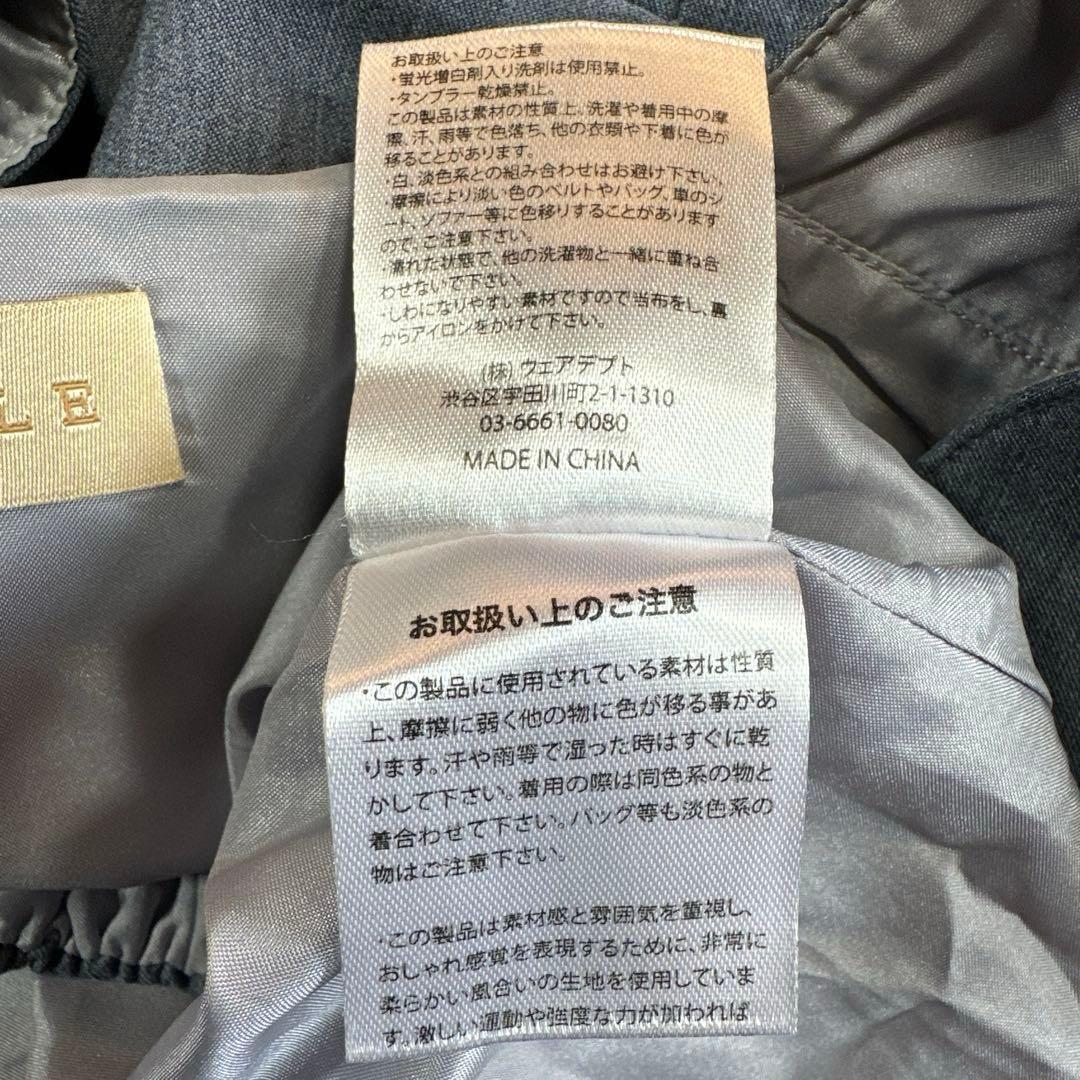 お取扱い上のご注意
・蛍光増白剤入り洗剤は使用禁止。
・タンブラー乾燥禁止。
この製品は素材の性質上、洗濯や着用中の摩
擦、汗、雨等で色落ち、他の衣類や下着に色が
移ることがあります。
・白、淡色系との組み合わせはお避け下さい。
・摩擦により淡い色のベルトやバッグ、車のシ
ート、ソファー等に色移りすることがあります
ので、ご注意下さい。
・濡れた状態で、他の洗濯物と一緒に重ね合
わせないで下さい。
・しわになりやすい素材ですので当布をし、裏
からアイロンをかけて下さい。
(株)ウェアデプト
渋谷区宇田川町2-1-1310
03-6661-0080
MADE IN CHINA
LE
お取扱い上のご注意
・この製品に使用されている素材は性質
上、摩擦に弱く他の物に色が移る事があ
ります。汗や雨等で湿った時はすぐに乾
かして下さい。着用の際は同色系の物と
着合わせて下さい。バッグ等も淡色系の
物はご注意下さい。
・この製品は素材感と雰囲気を重視し、
おしゃれ感覚を表現するために、非常に
柔らかい風合いの生地を使用していま
す。激しい運動や強度な力が加われば